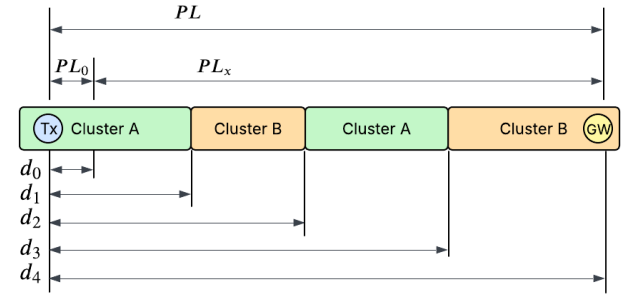 PL
PL₀ PLₓ
Tx Cluster A Cluster B Cluster A Cluster B GW
d₀
d₁
d₂
d₃
d₄